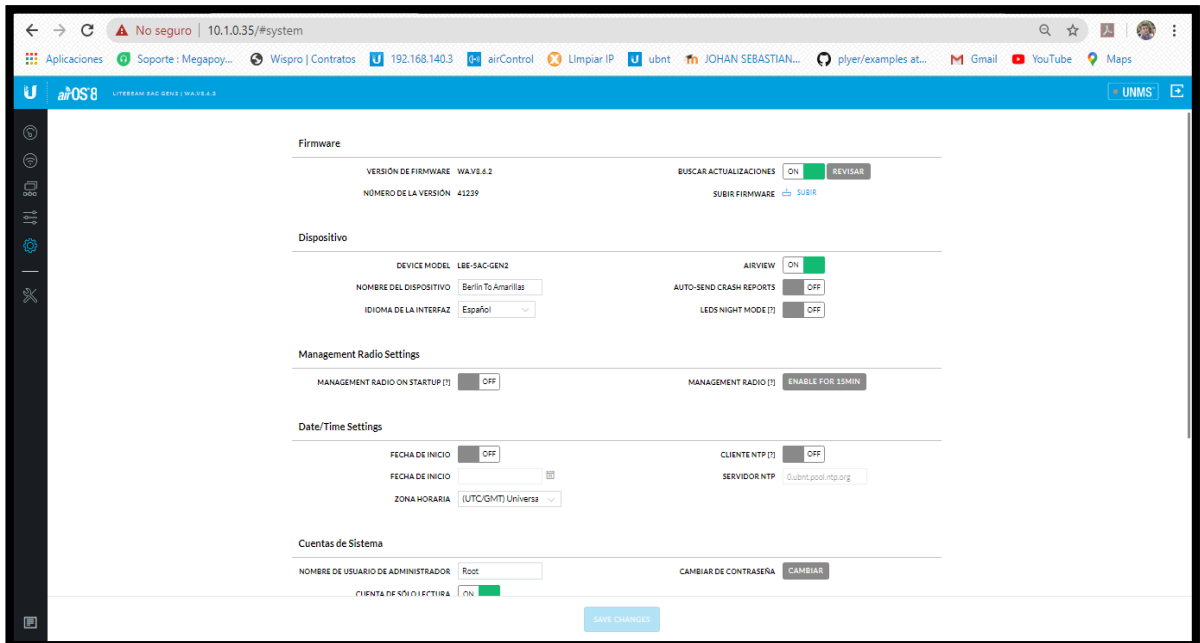 No seguro | 10.1.0.35/#system
Aplicaciones Soporte : Megapoy... Wispro | Contratos 192.168.140.3 airControl LImpiar IP ubnt JOHAN SEBASTIAN... plyer/examples at... Gmail YouTube Maps
airOS 8 LITEBEAM 5AC GEN2 | WA.V8.6.2 UNMS
Firmware
VERSIÓN DE FIRMWARE WA.V8.6.2 BUSCAR ACTUALIZACIONES ON REVISAR
NÚMERO DE LA VERSIÓN 41239 SUBIR FIRMWARE SUBIR
Dispositivo
DEVICE MODEL LBE-5AC-GEN2 AIRVIEW ON
NOMBRE DEL DISPOSITIVO Berlin To Amarillas AUTO-SEND CRASH REPORTS OFF
IDIOMA DE LA INTERFAZ Español LEDS NIGHT MODE [?] OFF
Management Radio Settings
MANAGEMENT RADIO ON STARTUP [?] OFF MANAGEMENT RADIO [?] ENABLE FOR 15MIN
Date/Time Settings
FECHA DE INICIO OFF CLIENTE NTP [?] OFF
FECHA DE INICIO SERVIDOR NTP 0.ubnt.pool.ntp.org
ZONA HORARIA (UTC/GMT) Universa
Cuentas de Sistema
NOMBRE DE USUARIO DE ADMINISTRADOR Root CAMBIAR DE CONTRASEÑA CAMBIAR
CUENTA DE SÓLO LECTURA ON
SAVE CHANGES